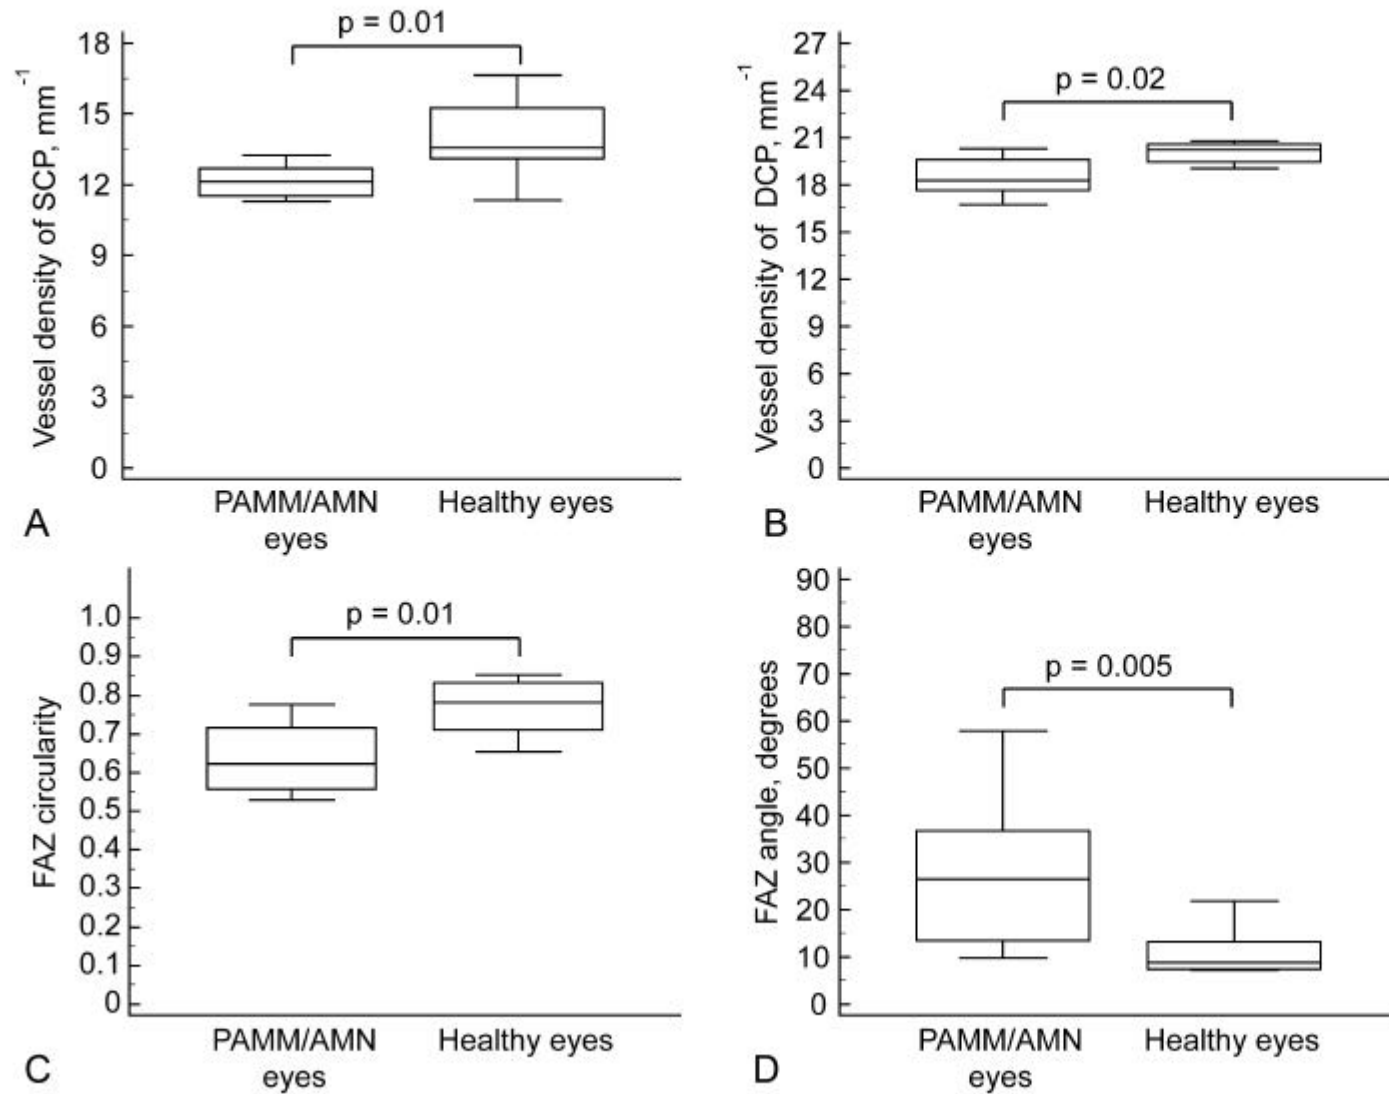 p = 0.01
18
15
12
9
6
3
0
Vessel density of SCP, mm-1
PAMM/AMN
eyes
Healthy eyes
A
p = 0.02
27
24
21
18
15
12
9
6
3
0
Vessel density of DCP, mm-1
PAMM/AMN
eyes
Healthy eyes
B
p = 0.01
1.0
0.9
0.8
0.7
0.6
0.5
0.4
0.3
0.2
0.1
0
FAZ circularity
PAMM/AMN
eyes
Healthy eyes
C
p = 0.005
90
80
70
60
50
40
30
20
10
0
FAZ angle, degrees
PAMM/AMN
eyes
Healthy eyes
D